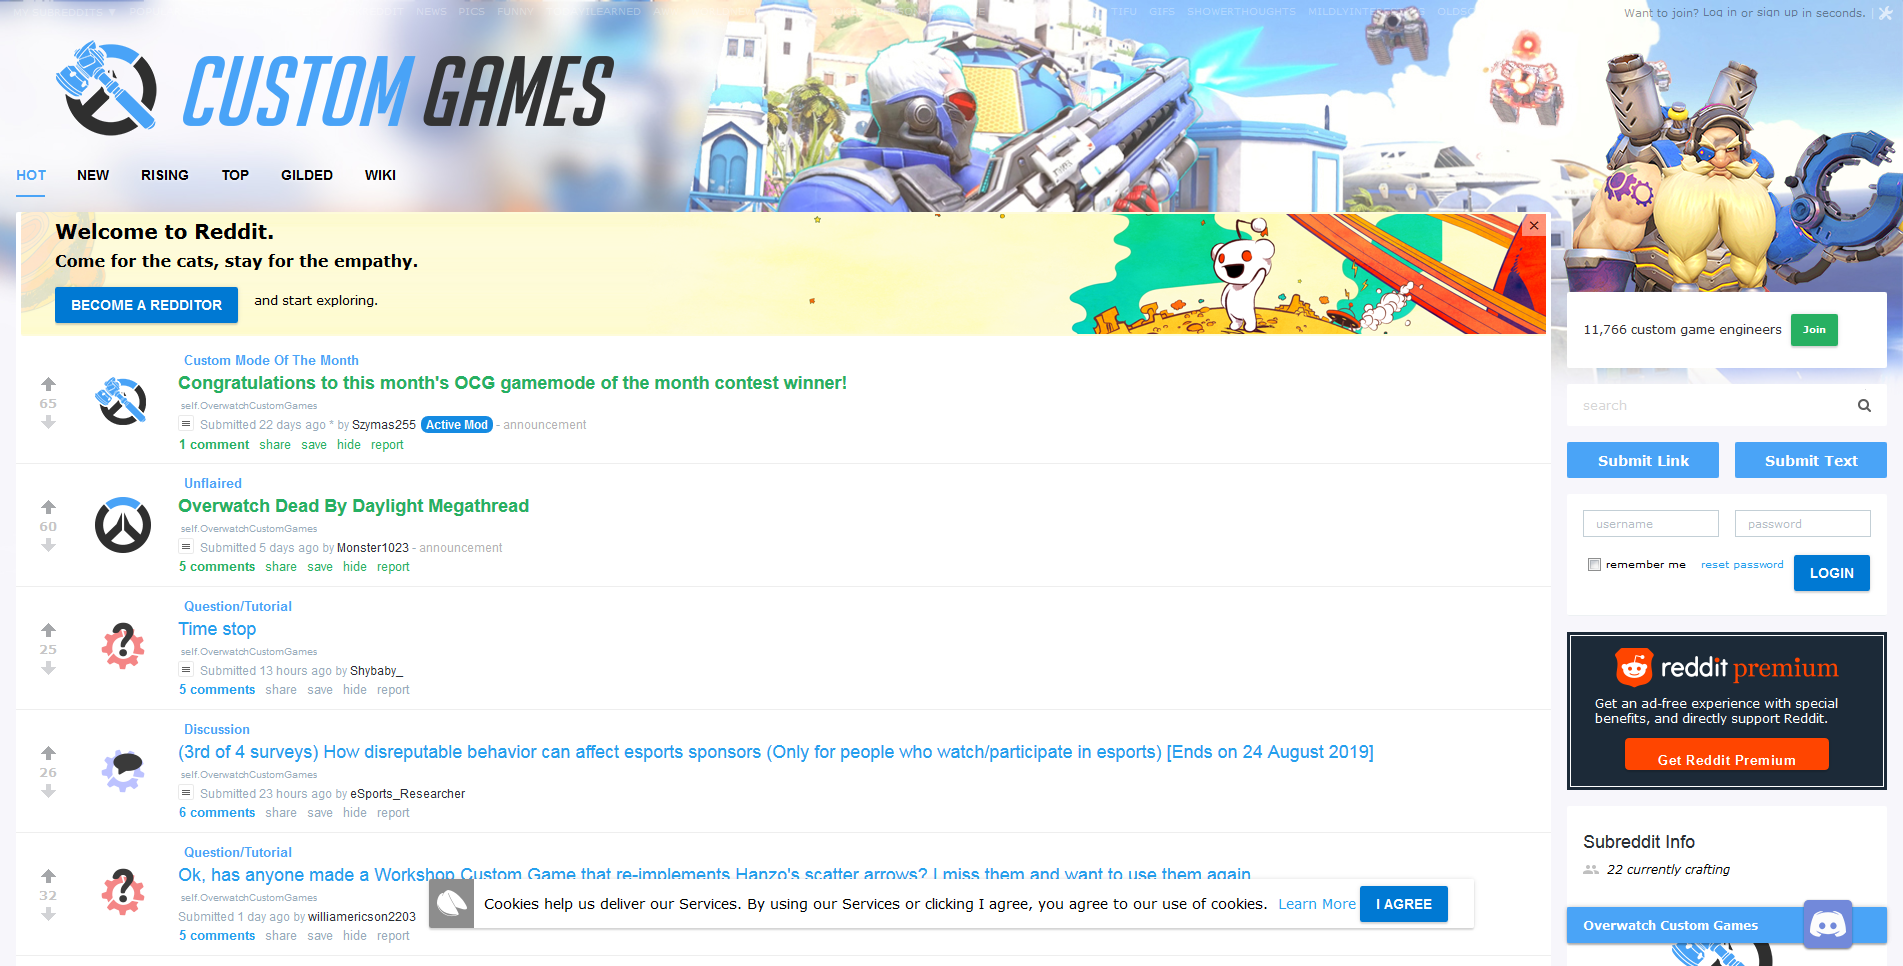 MY SUBREDDITS ▼
NEWS PICS FUNNY
TIFU GIFS SHOWERTHOUGHTS
Want to join? Log in or sign up in seconds. |
CUSTOM GAMES
HOT NEW RISING TOP GILDED WIKI
Welcome to Reddit.
Come for the cats, stay for the empathy.
BECOME A REDDITOR and start exploring.
×
Custom Mode Of The Month
65
Congratulations to this month's OCG gamemode of the month contest winner!
self.OverwatchCustomGames
Submitted 22 days ago * by Szymas255 Active Mod - announcement
1 comment share save hide report
Unflaired
60
Overwatch Dead By Daylight Megathread
self.OverwatchCustomGames
Submitted 5 days ago by Monster1023 - announcement
5 comments share save hide report
Question/Tutorial
25
Time stop
self.OverwatchCustomGames
Submitted 13 hours ago by Shybaby_
5 comments share save hide report
Discussion
26
(3rd of 4 surveys) How disreputable behavior can affect esports sponsors (Only for people who watch/participate in esports) [Ends on 24 August 2019]
self.OverwatchCustomGames
Submitted 23 hours ago by eSports_Researcher
6 comments share save hide report
Question/Tutorial
32
Ok, has anyone made a Workshop Custom Game that re-implements Hanzo's scatter arrows? I miss them and want to use them again
self.OverwatchCustomGames
Submitted 1 day ago by williamericson2203
5 comments share save hide report
Cookies help us deliver our Services. By using our Services or clicking I agree, you agree to our use of cookies. Learn More I AGREE
11,766 custom game engineers Join
search
Submit Link Submit Text
username password
remember me reset password LOGIN
reddit premium
Get an ad-free experience with special
benefits, and directly support Reddit.
Get Reddit Premium
Subreddit Info
22 currently crafting
Overwatch Custom Games